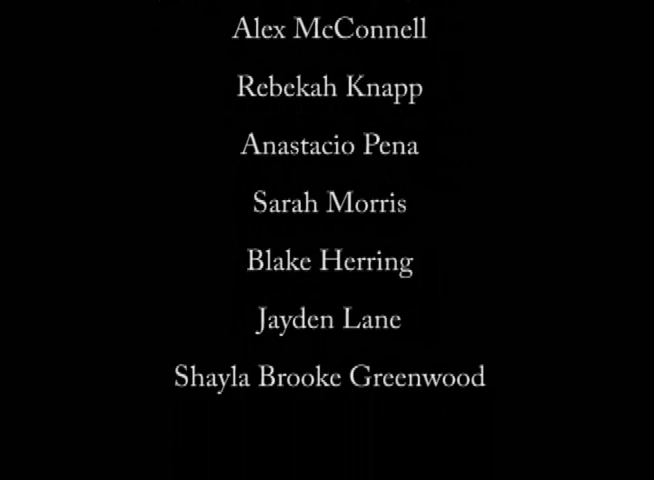 Alex McConnell
Rebekah Knapp
Anastacio Pena
Sarah Morris
Blake Herring
Jayden Lane
Shayla Brooke Greenwood